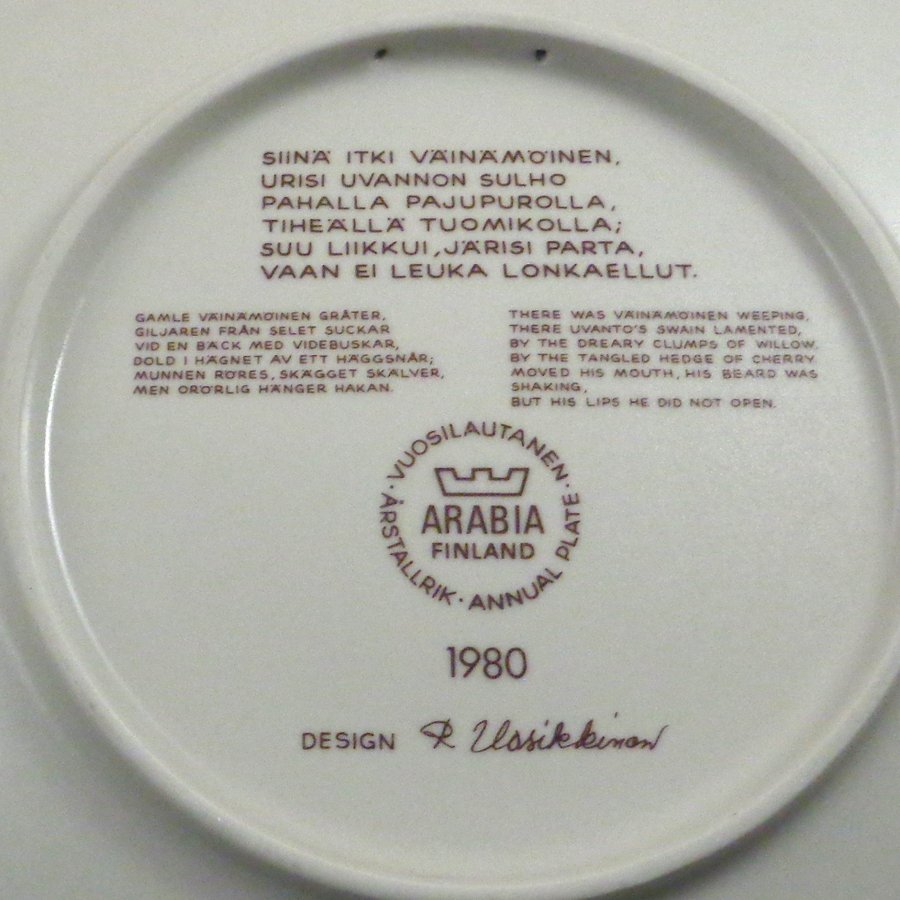 SIINÄ ITKI VÄINÄMÖINEN,
URISI UVANNON SULHO
PAHALLA PAJUPUROLLA,
TIHEÄLLÄ TUOMIKOLLA;
SUU LIIKKUI, JÄRISI PARTA,
VAAN EI LEUKA LONKAELLUT.
GAMLE VÄINÄMÖINEN GRÅTER,
GILJAREN FRÅN SELET SUCKAR
VID EN BÄCK MED VIDEBUSKAR,
DOLD I HÄGNET AV ETT HÄGGSNÅR;
MUNNEN RÖRES, SKÄGGET SKÄLVER,
MEN ORÖRLIG HÄNGER HAKAN.
THERE WAS VÄINÄMÖINEN WEEPING,
THERE UVANTO'S SWAIN LAMENTED,
BY THE DREARY CLUMPS OF WILLOW,
BY THE TANGLED HEDGE OF CHERRY.
MOVED HIS MOUTH, HIS BEARD WAS
SHAKING,
BUT HIS LIPS HE DID NOT OPEN.
· VUOSILAUTANEN · ANNUAL PLATE · ÅRSTALLRIK
ARABIA
FINLAND
1980
DESIGN R Uosikkinen